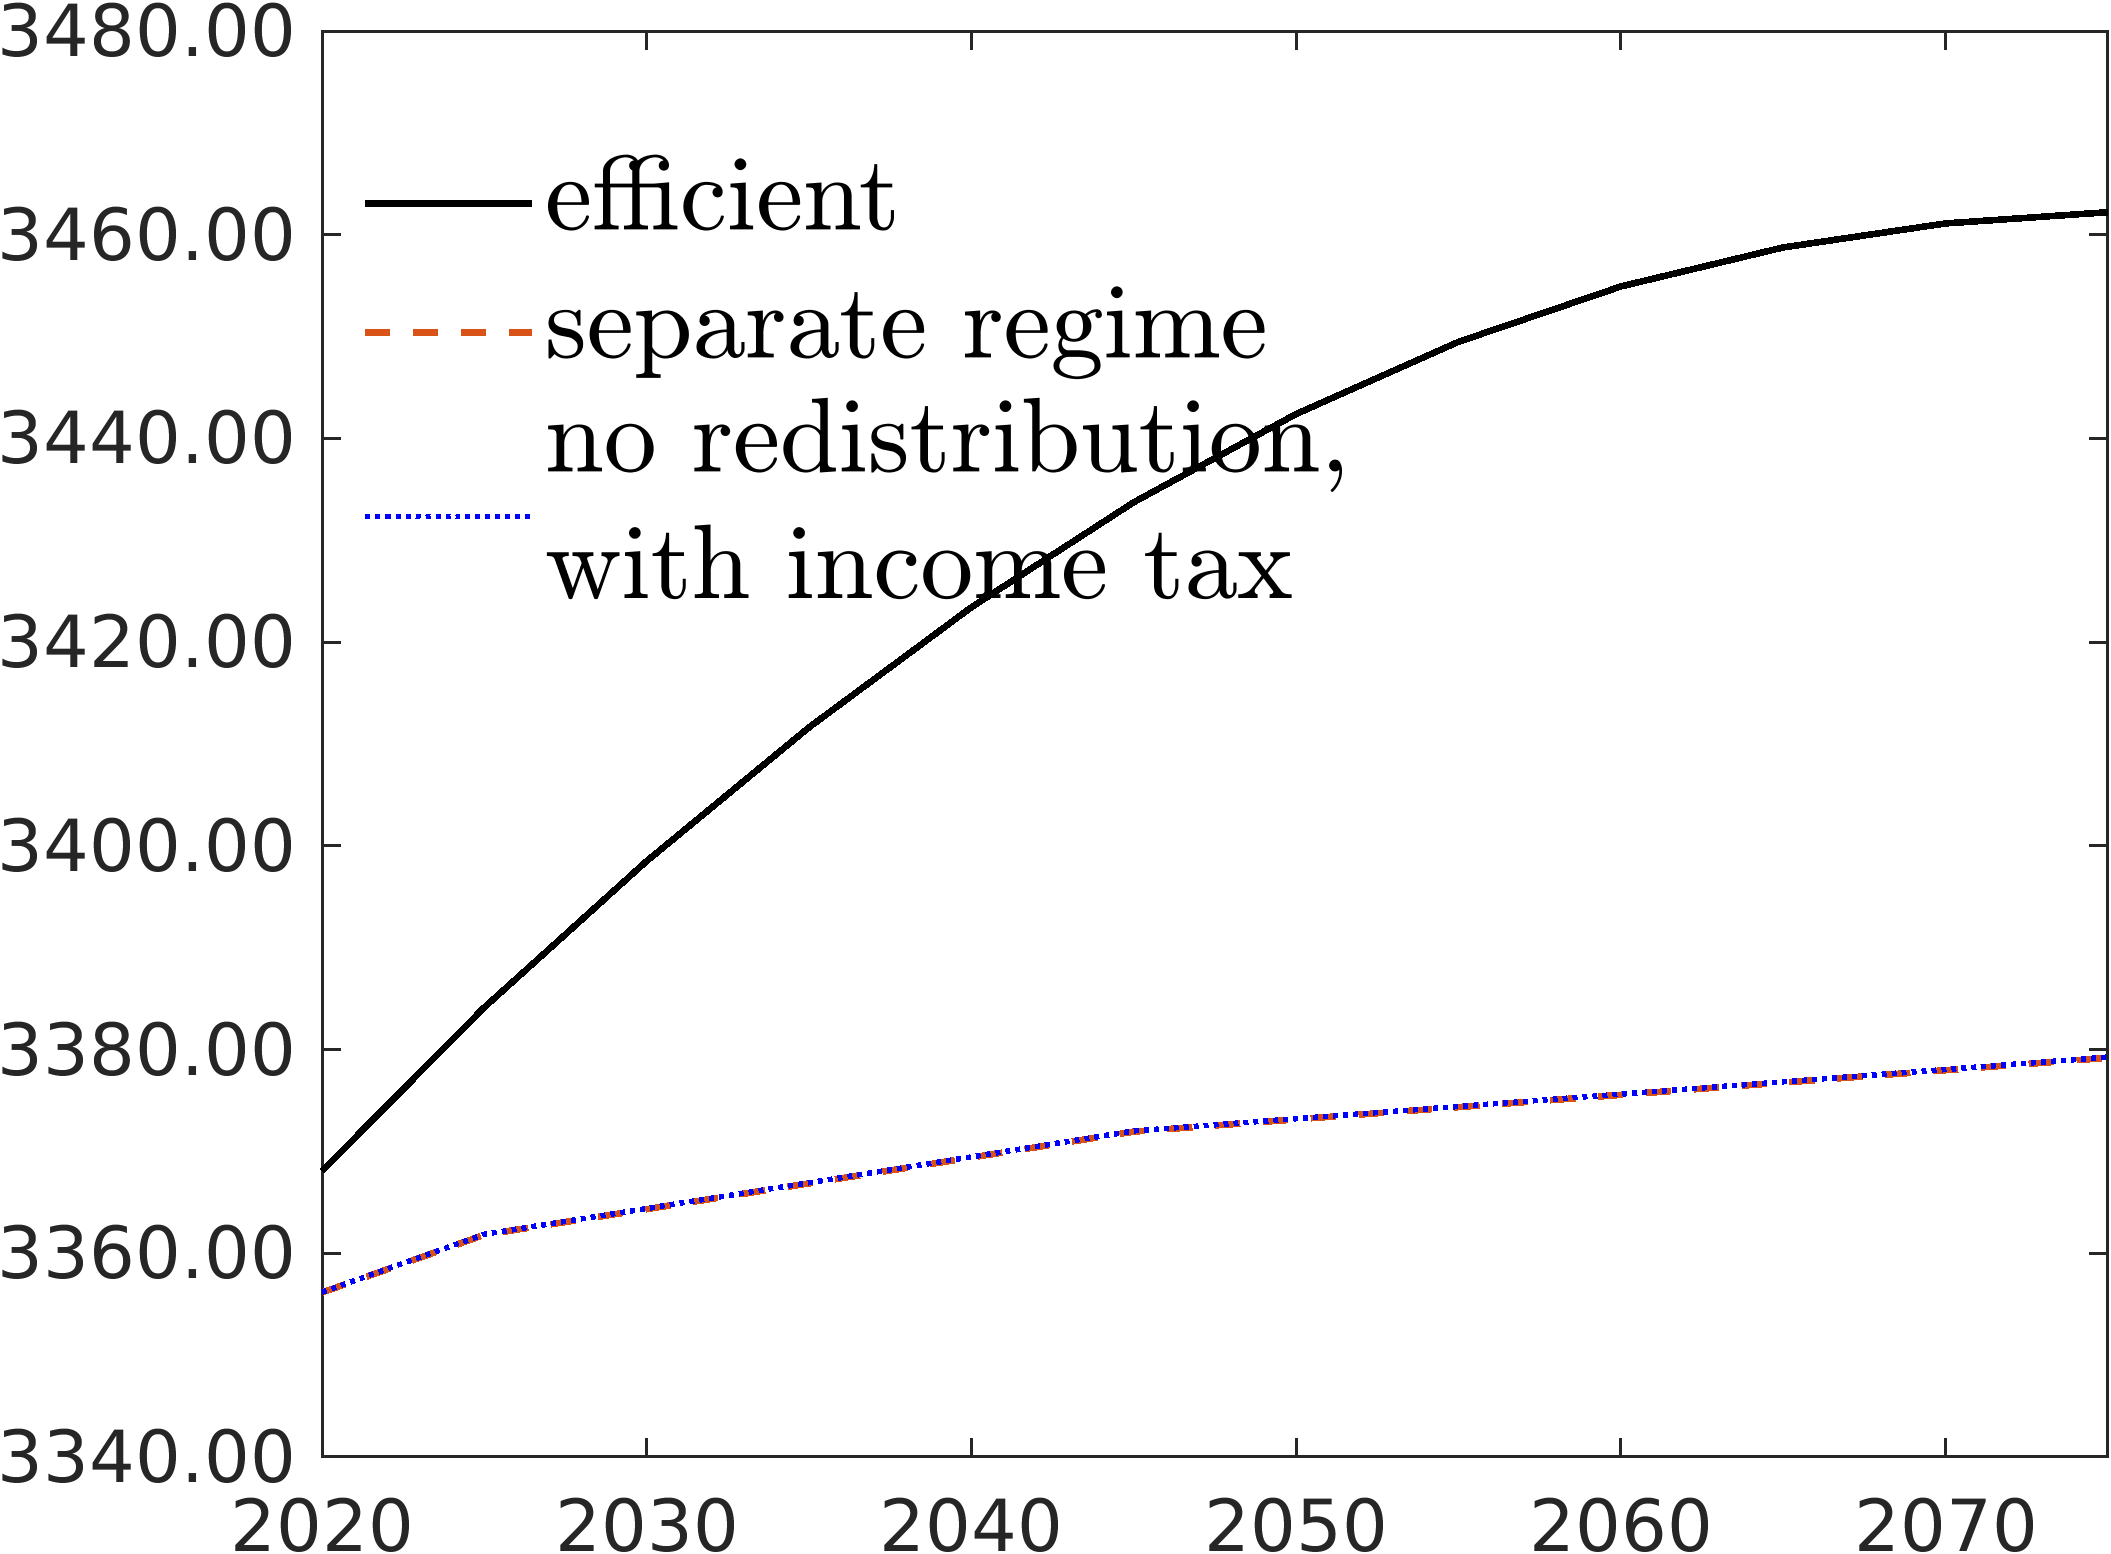 3480.00
3460.00
3440.00
3420.00
3400.00
3380.00
3360.00
3340.00
efficient
separate regime
no redistribution,
with income tax
2020 2030 2040 2050 2060 2070